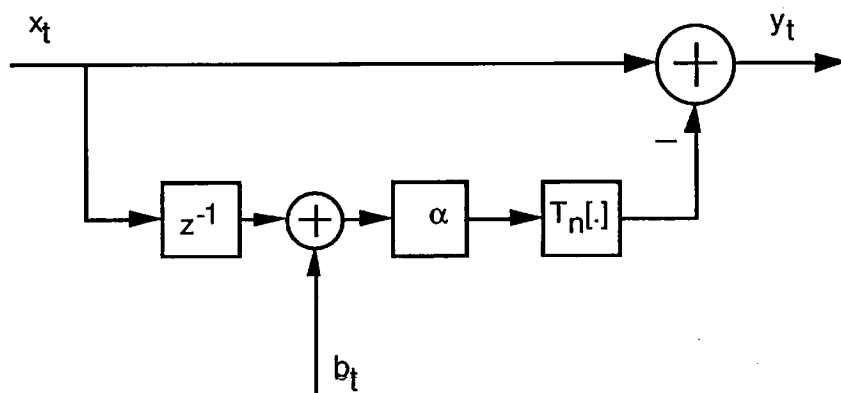 x_t
y_t
−
z^-1
+
α
T_n[.]
b_t